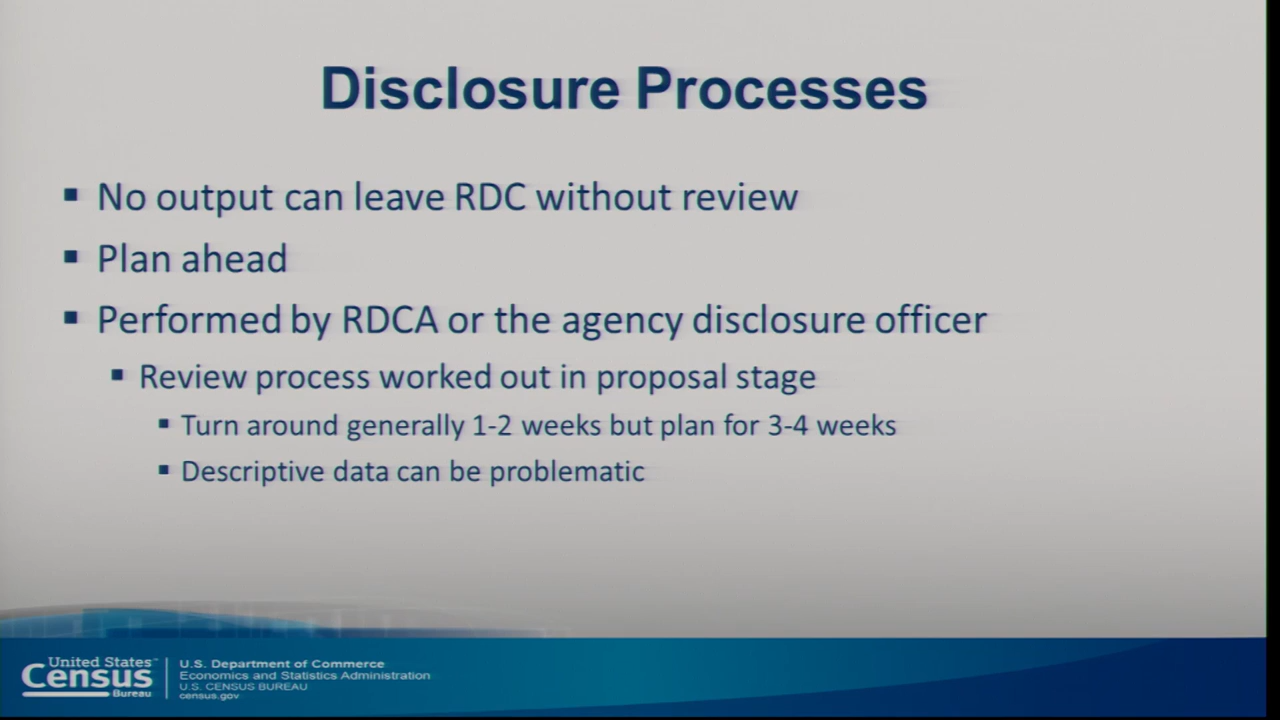 Disclosure Processes
▪ No output can leave RDC without review
▪ Plan ahead
▪ Performed by RDCA or the agency disclosure officer
▪ Review process worked out in proposal stage
▪ Turn around generally 1-2 weeks but plan for 3-4 weeks
▪ Descriptive data can be problematic
United States™
Census
Bureau
U.S. Department of Commerce
Economics and Statistics Administration
U.S. CENSUS BUREAU
census.gov